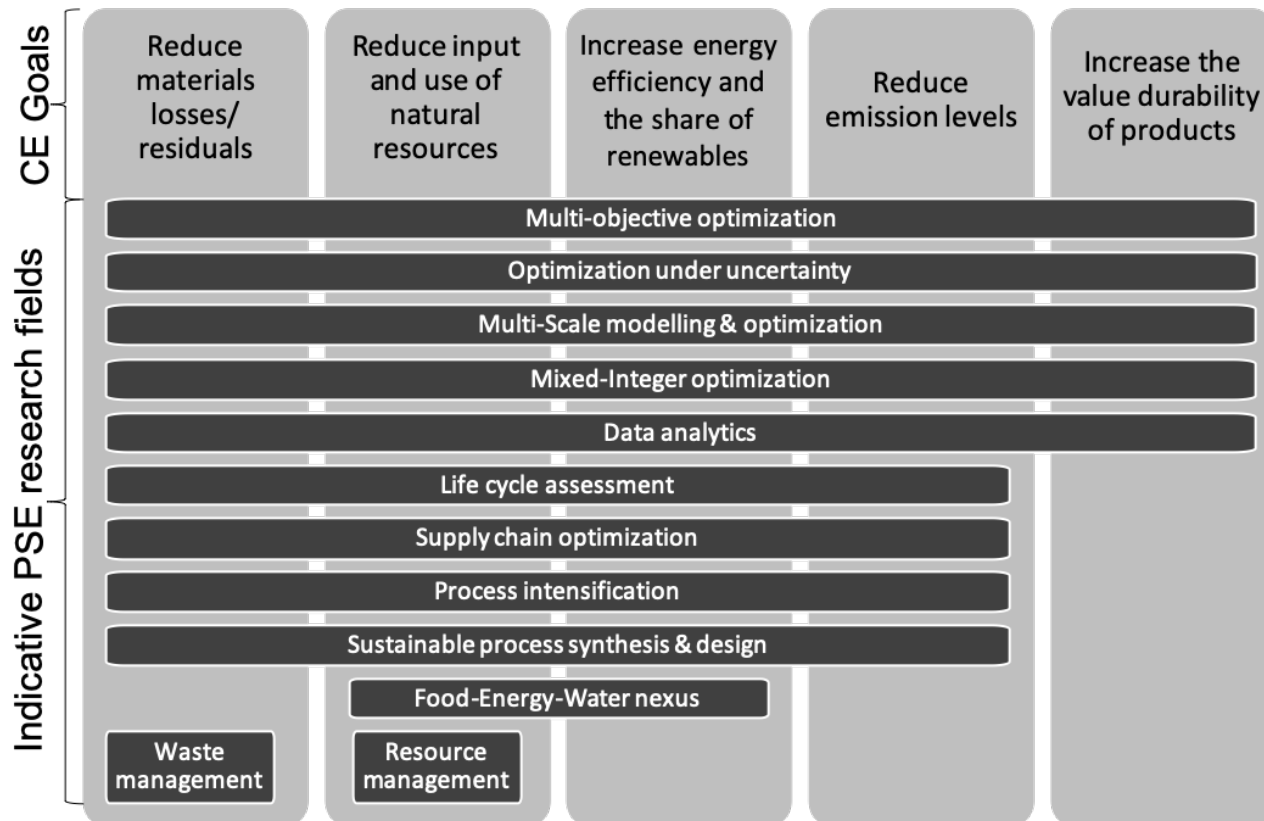 CE Goals
Reduce
materials
losses/
residuals
Reduce input
and use of
natural
resources
Increase energy
efficiency and
the share of
renewables
Reduce
emission levels
Increase the
value durability
of products
Indicative PSE research fields
Multi-objective optimization
Optimization under uncertainty
Multi-Scale modelling & optimization
Mixed-Integer optimization
Data analytics
Life cycle assessment
Supply chain optimization
Process intensification
Sustainable process synthesis & design
Food-Energy-Water nexus
Waste
management
Resource
management